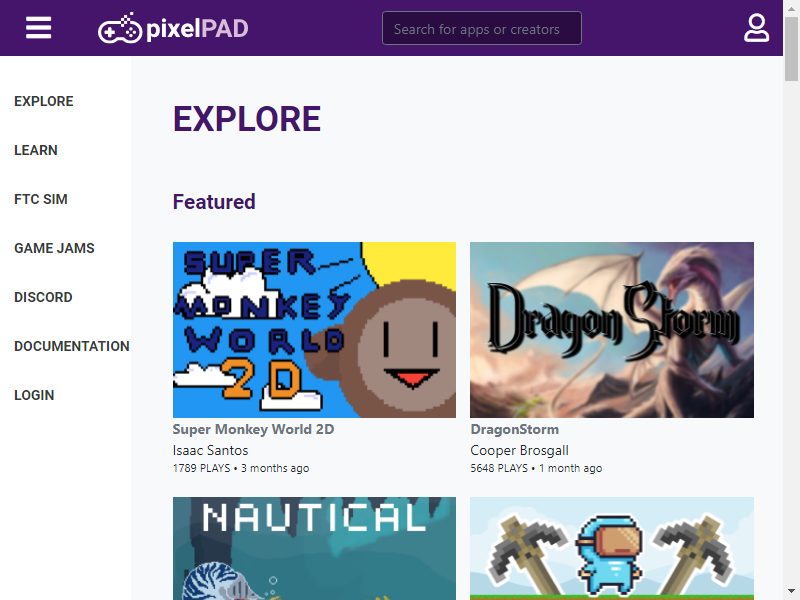 pixelPAD
Search for apps or creators
EXPLORE
LEARN
FTC SIM
GAME JAMS
DISCORD
DOCUMENTATION
LOGIN
EXPLORE
Featured
SUPER
MONKEY
WORLD
2D
Super Monkey World 2D
Isaac Santos
1789 PLAYS • 3 months ago
DragonStorm
DragonStorm
Cooper Brosgall
5648 PLAYS • 1 month ago
NAUTICAL